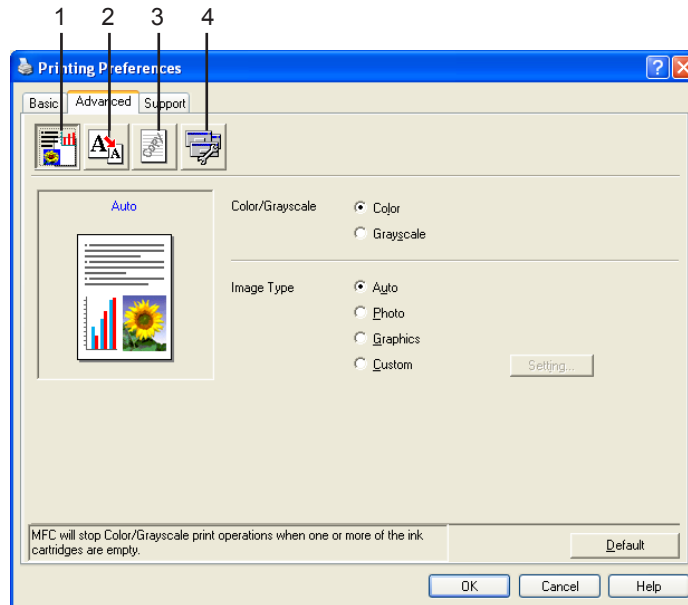 1 2 3 4
Printing Preferences
Basic Advanced Support
A A Copy
Auto
Color/Grayscale
Color
Grayscale
Image Type
Auto
Photo
Graphics
Custom
Setting...
MFC will stop Color/Grayscale print operations when one or more of the ink
cartridges are empty.
Default
OK Cancel Help